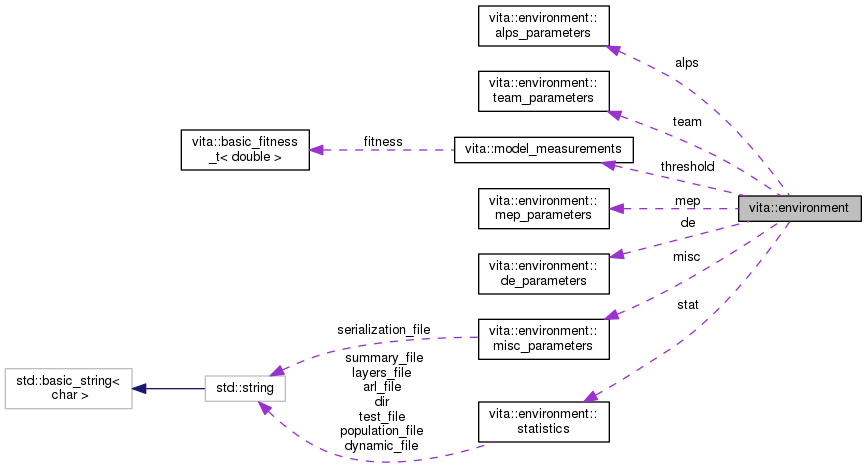 vita::environment::
alps_parameters
alps
vita::environment::
team_parameters
team
vita::basic_fitness
_t< double >
fitness
vita::model_measurements
threshold
vita::environment
vita::environment::
mep_parameters
mep
de
vita::environment::
de_parameters
misc
stat
vita::environment::
misc_parameters
serialization_file
summary_file
layers_file
arl_file
dir
test_file
population_file
dynamic_file
std::basic_string<
char >
std::string
vita::environment::
statistics